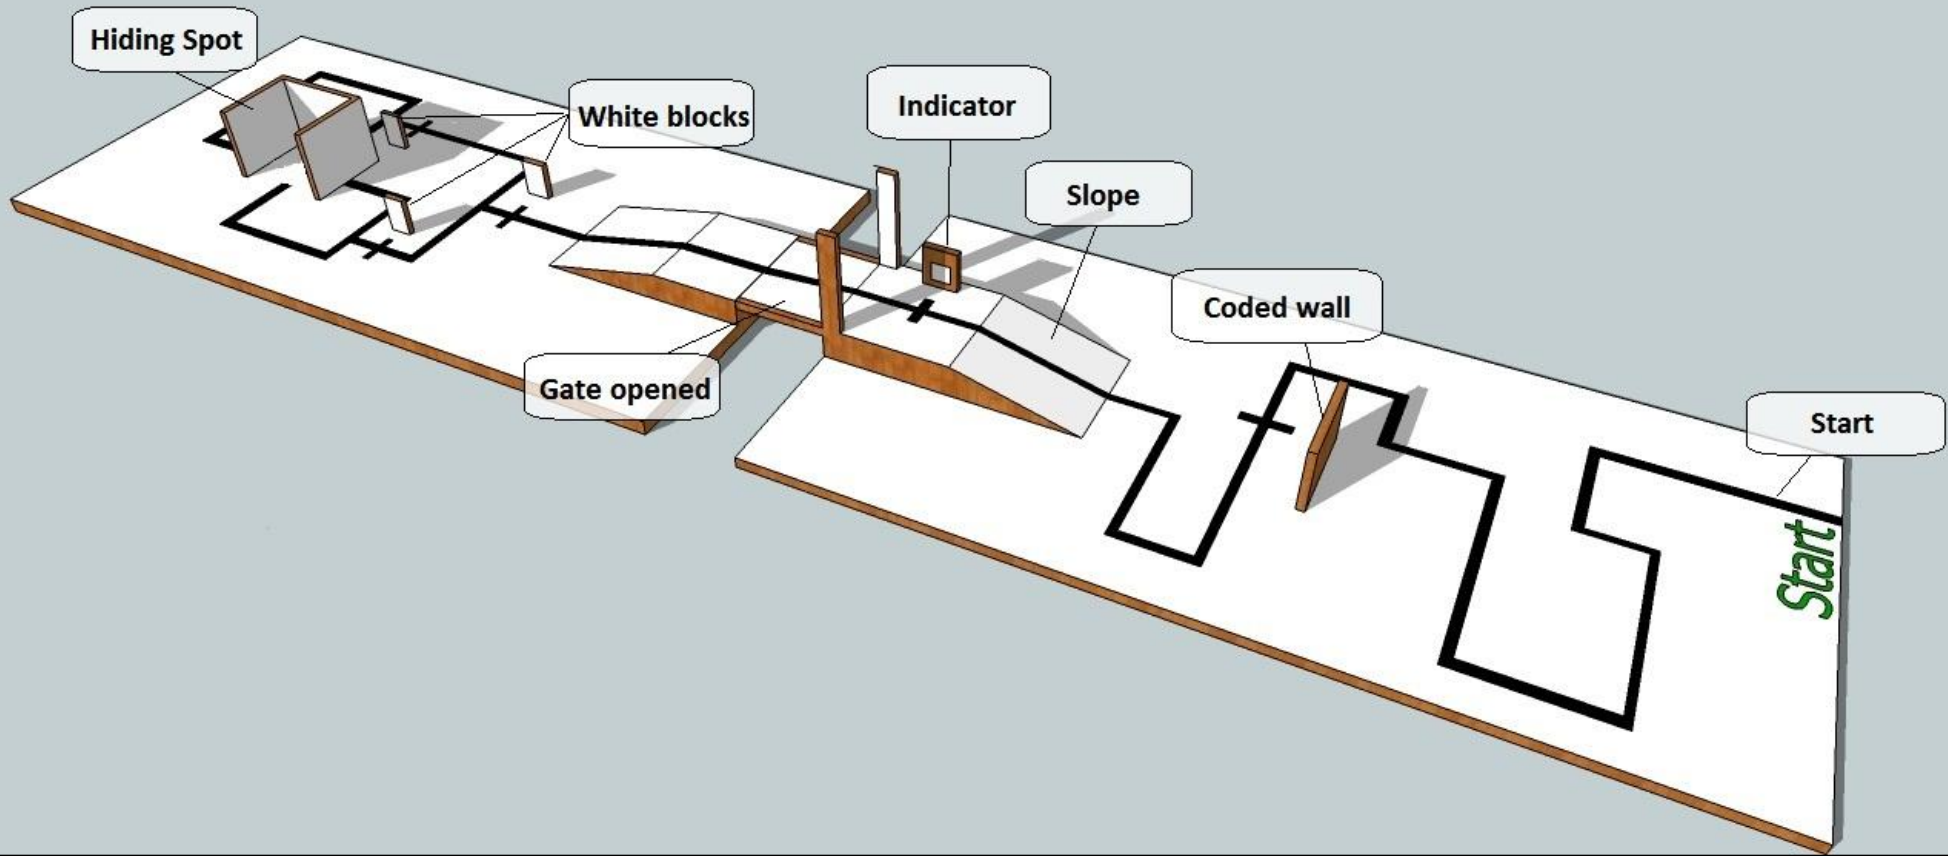 Hiding Spot
White blocks
Indicator
Slope
Coded wall
Gate opened
Start
Start